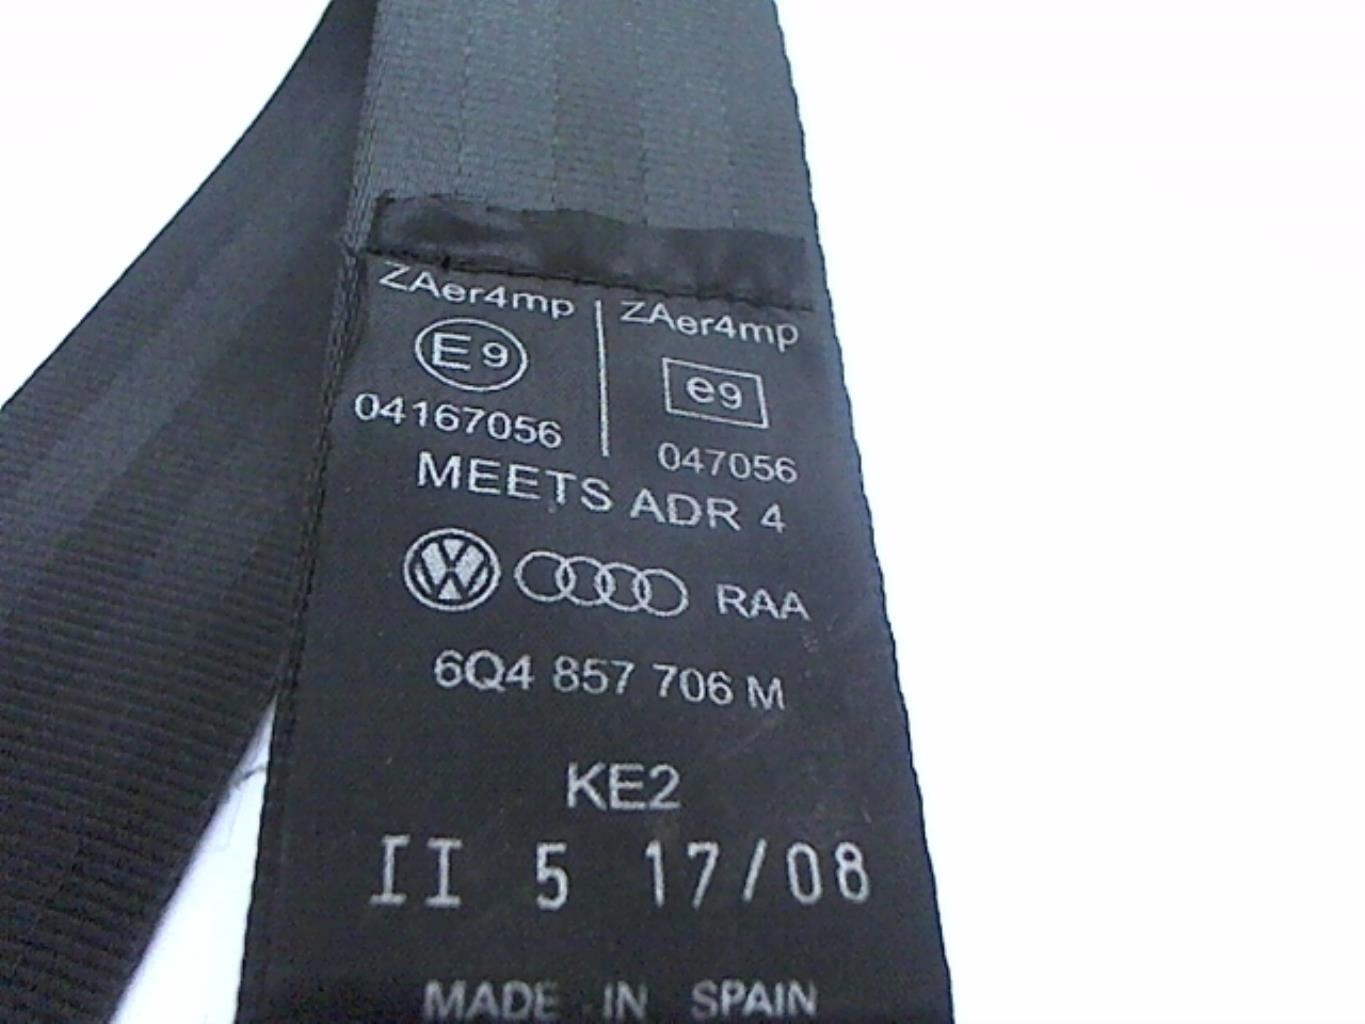 ZAer4mp ZAer4mp
E9 e9
04167056 047056
MEETS ADR 4
VW RAA
6Q4 857 706 M
KE2
II 5 17/08
MADE IN SPAIN